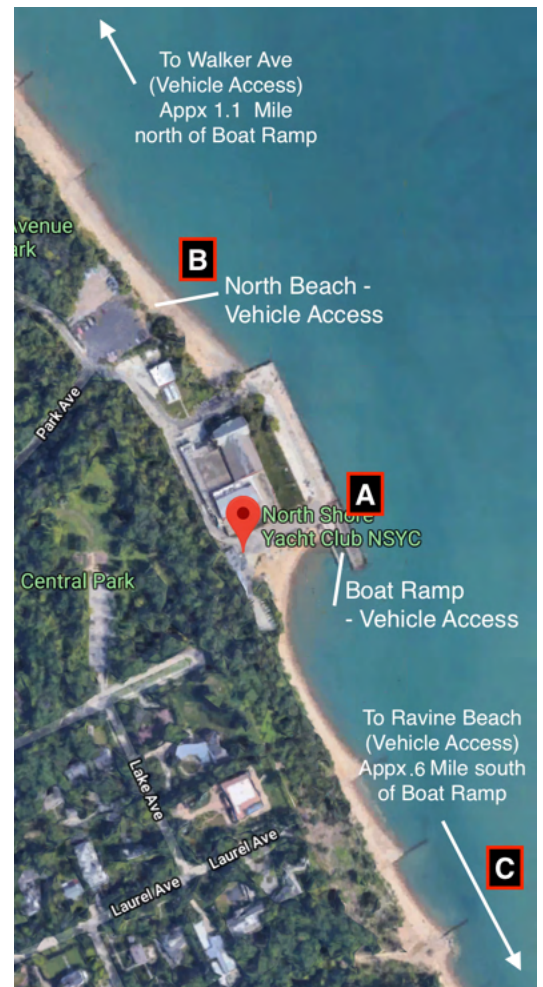 To Walker Ave
(Vehicle Access)
Appx 1.1 Mile
north of Boat Ramp
Avenue
ark
B
North Beach -
Vehicle Access
Park Ave
A
North Shore
Yacht Club NSYC
Central Park
Boat Ramp
- Vehicle Access
To Ravine Beach
(Vehicle Access)
Appx .6 Mile south
of Boat Ramp
Lake Ave
C
Laurel Ave
Laurel Ave